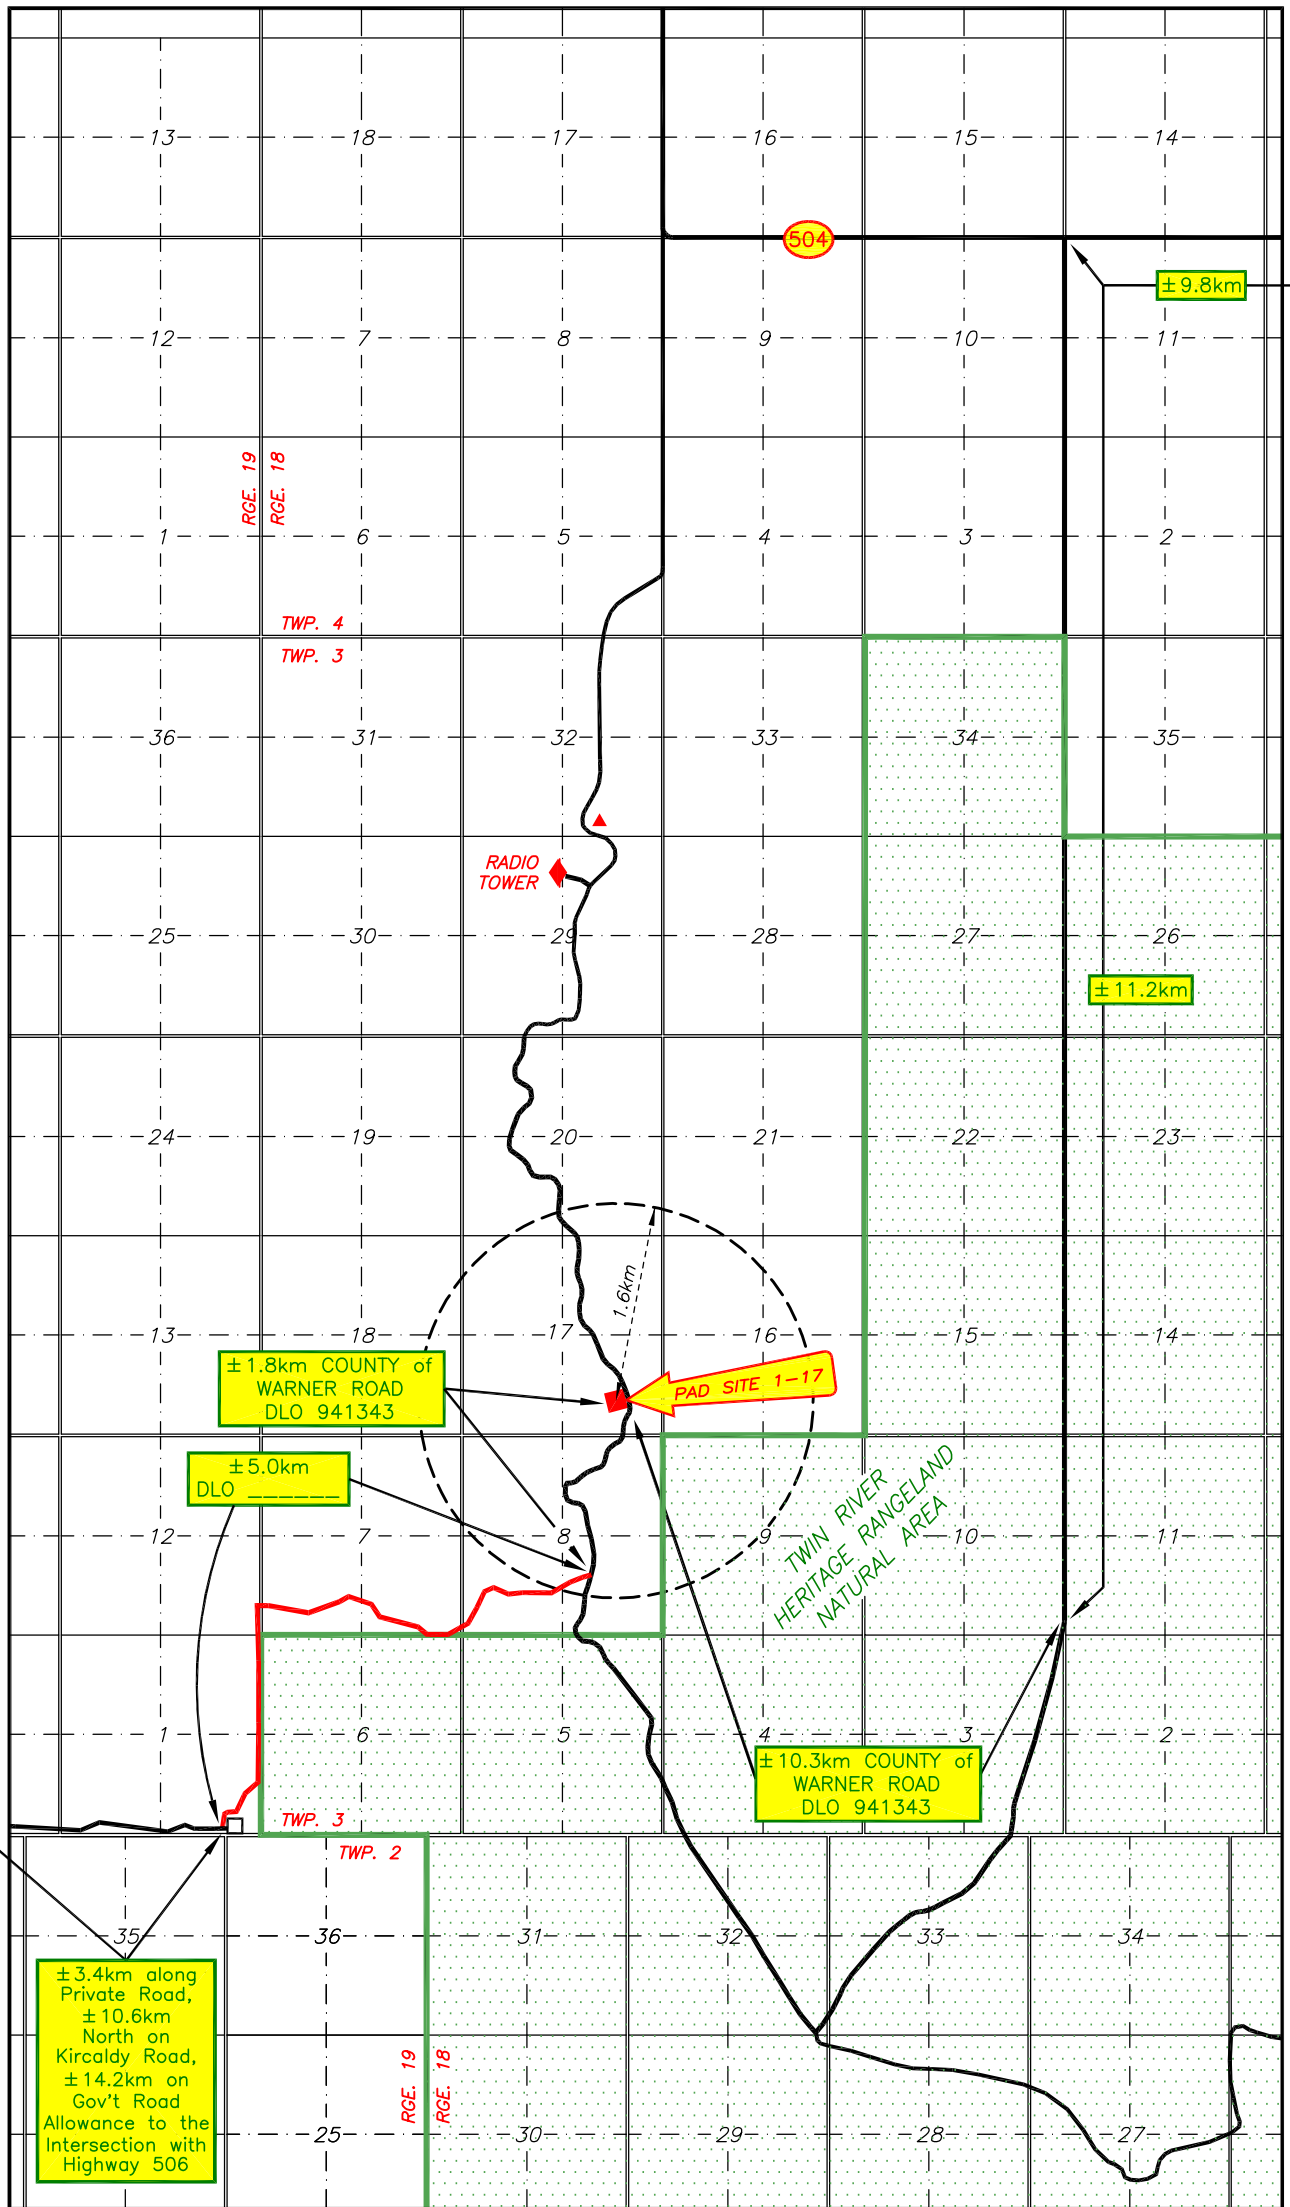 13 18 17 16 15 14
504
±9.8km
12 7 8 9 10 11
RGE. 19
RGE. 18
1 6 5 4 3 2
TWP. 4
TWP. 3
36 31 32 33 34 35
RADIO
TOWER
25 30 29 28 27 26
±11.2km
24 19 20 21 22 23
1.6km
13 18 17 16 15 14
±1.8km COUNTY of
WARNER ROAD
DLO 941343
PAD SITE 1-17
±5.0km
DLO _______
TWIN RIVER
HERITAGE RANGELAND
NATURAL AREA
12 7 8 9 10 11
1 6 5 4 3 2
±10.3km COUNTY of
WARNER ROAD
DLO 941343
TWP. 3
TWP. 2
35 36 31 32 33 34
±3.4km along
Private Road,
±10.6km
North on
Kircaldy Road,
±14.2km on
Gov't Road
Allowance to the
Intersection with
Highway 506
RGE. 19
RGE. 18
25 30 29 28 27